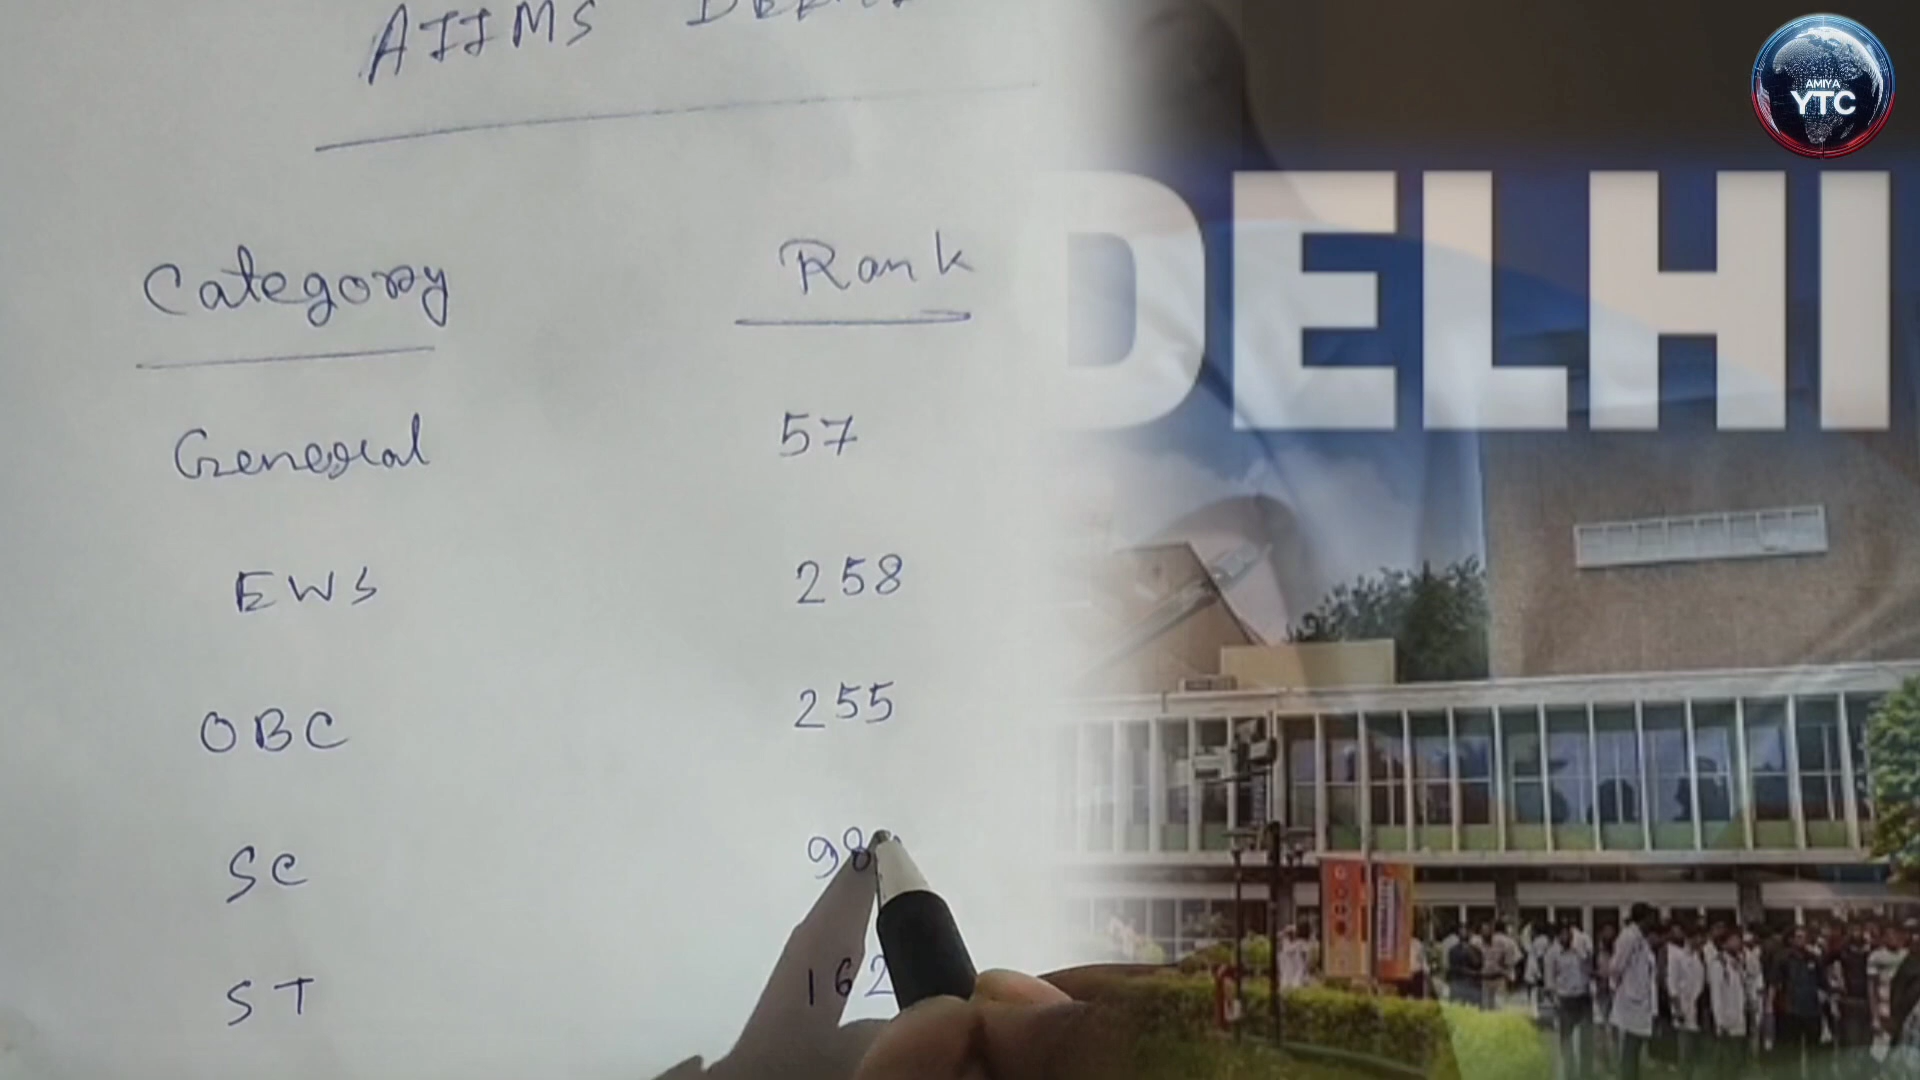 AIIMS
Category Rank
General 57
EWS 258
OBC 255
SC
ST
DELHI
AMIYA
YTC